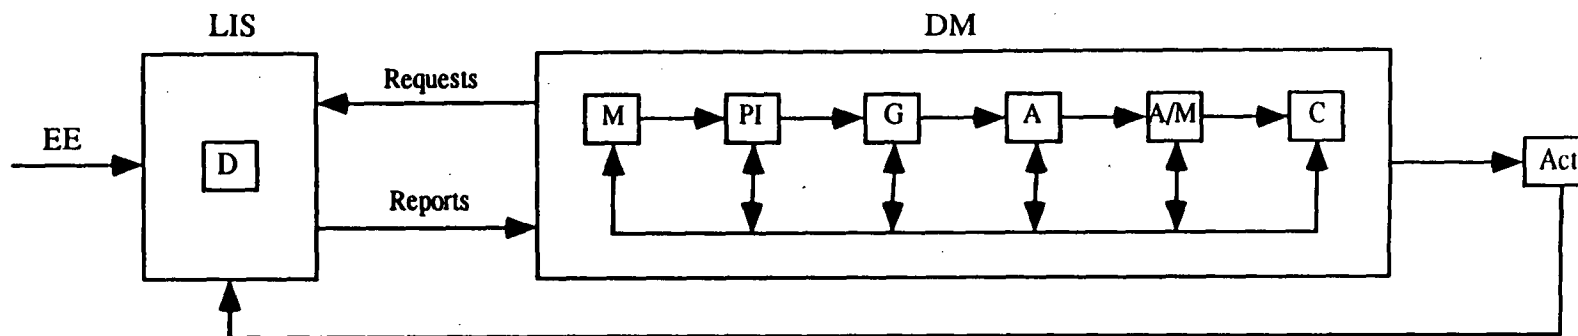 LIS
DM
Requests
M
PI
G
A
A/M
C
EE
D
Act
Reports